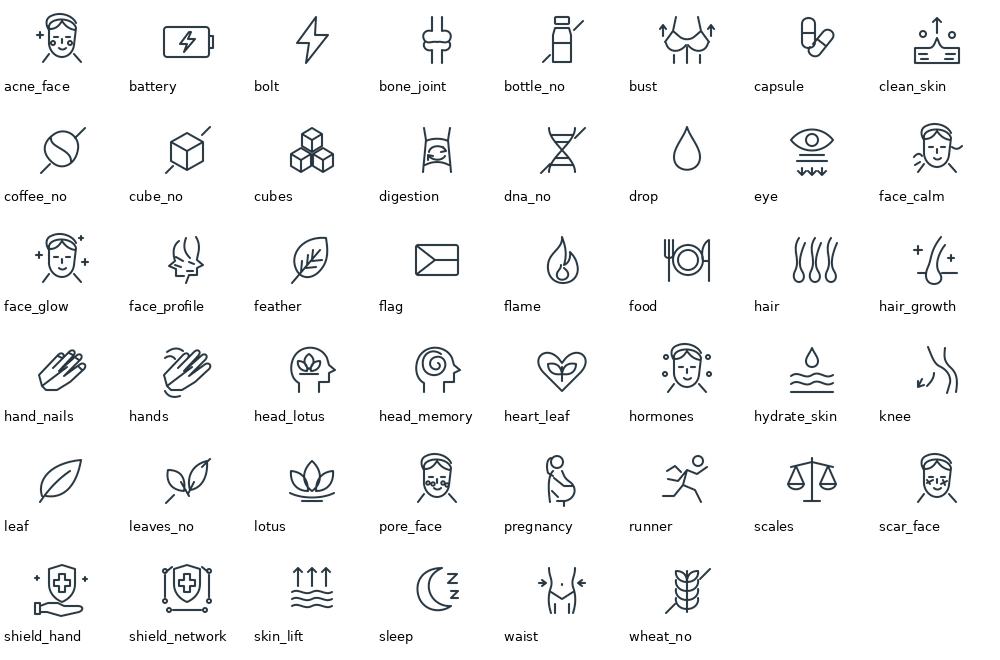 acne_face battery bolt bone_joint bottle_no bust capsule clean_skin
coffee_no cube_no cubes digestion dna_no drop eye face_calm
face_glow face_profile feather flag flame food hair hair_growth
hand_nails hands head_lotus head_memory heart_leaf hormones hydrate_skin knee
leaf leaves_no lotus pore_face pregnancy runner scales scar_face
shield_hand shield_network skin_lift sleep waist wheat_no